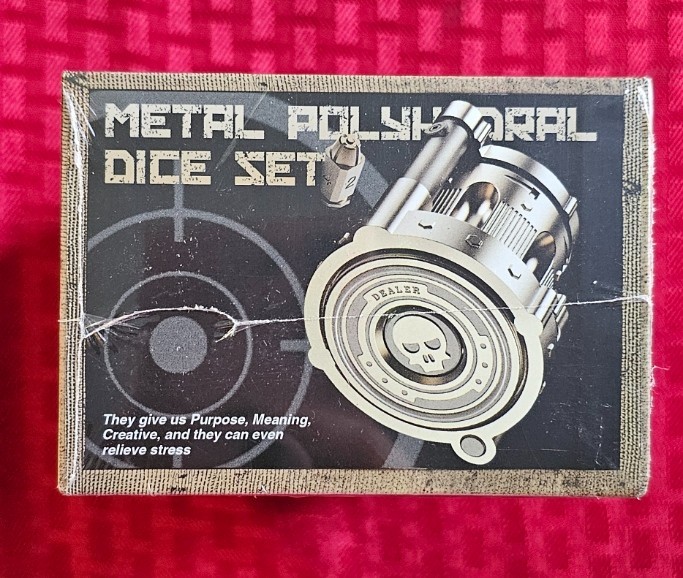 METAL POLYHEDRAL
DICE SET
DEALER
They give us Purpose, Meaning,
Creative, and they can even
relieve stress